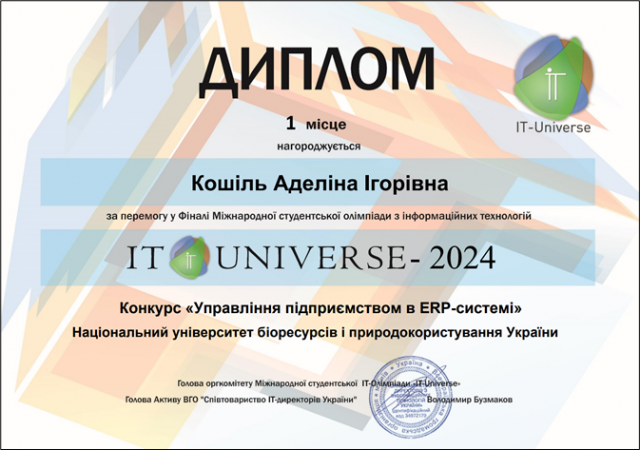 ДИПЛОМ
IT
IT-Universe
1 місце
нагороджується
Кошіль Аделіна Ігорівна
за перемогу у Фіналі Міжнародної студентської олімпіади з інформаційних технологій
IT UNIVERSE- 2024
Конкурс «Управління підприємством в ERP-системі»
Національний університет біоресурсів і природокористування України
Голова оргкомітету Міжнародної студентської IT-Олімпіади «IT-Universe»
Голова Активу ВГО "Співтовариство ІТ-директорів України" Володимир Бузмаков
Україна